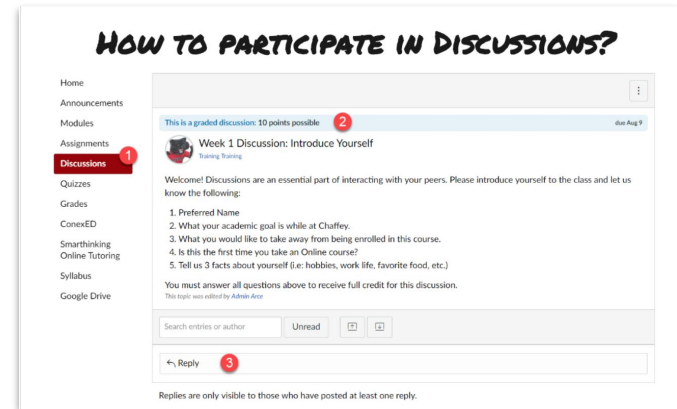 HOW TO PARTICIPATE IN DISCUSSIONS?
Home
Announcements
Modules
Assignments
Discussions 1
Quizzes
Grades
ConexED
Smarthinking
Online Tutoring
Syllabus
Google Drive
This is a graded discussion: 10 points possible 2 due Aug 9
Week 1 Discussion: Introduce Yourself
Training Training
Welcome! Discussions are an essential part of interacting with your peers. Please introduce yourself to the class and let us
know the following:
1. Preferred Name
2. What your academic goal is while at Chaffey.
3. What you would like to take away from being enrolled in this course.
4. Is this the first time you take an Online course?
5. Tell us 3 facts about yourself (i.e: hobbies, work life, favorite food, etc.)
You must answer all questions above to receive full credit for this discussion.
This topic was edited by Admin Arce
Search entries or author Unread
Reply 3
Replies are only visible to those who have posted at least one reply.